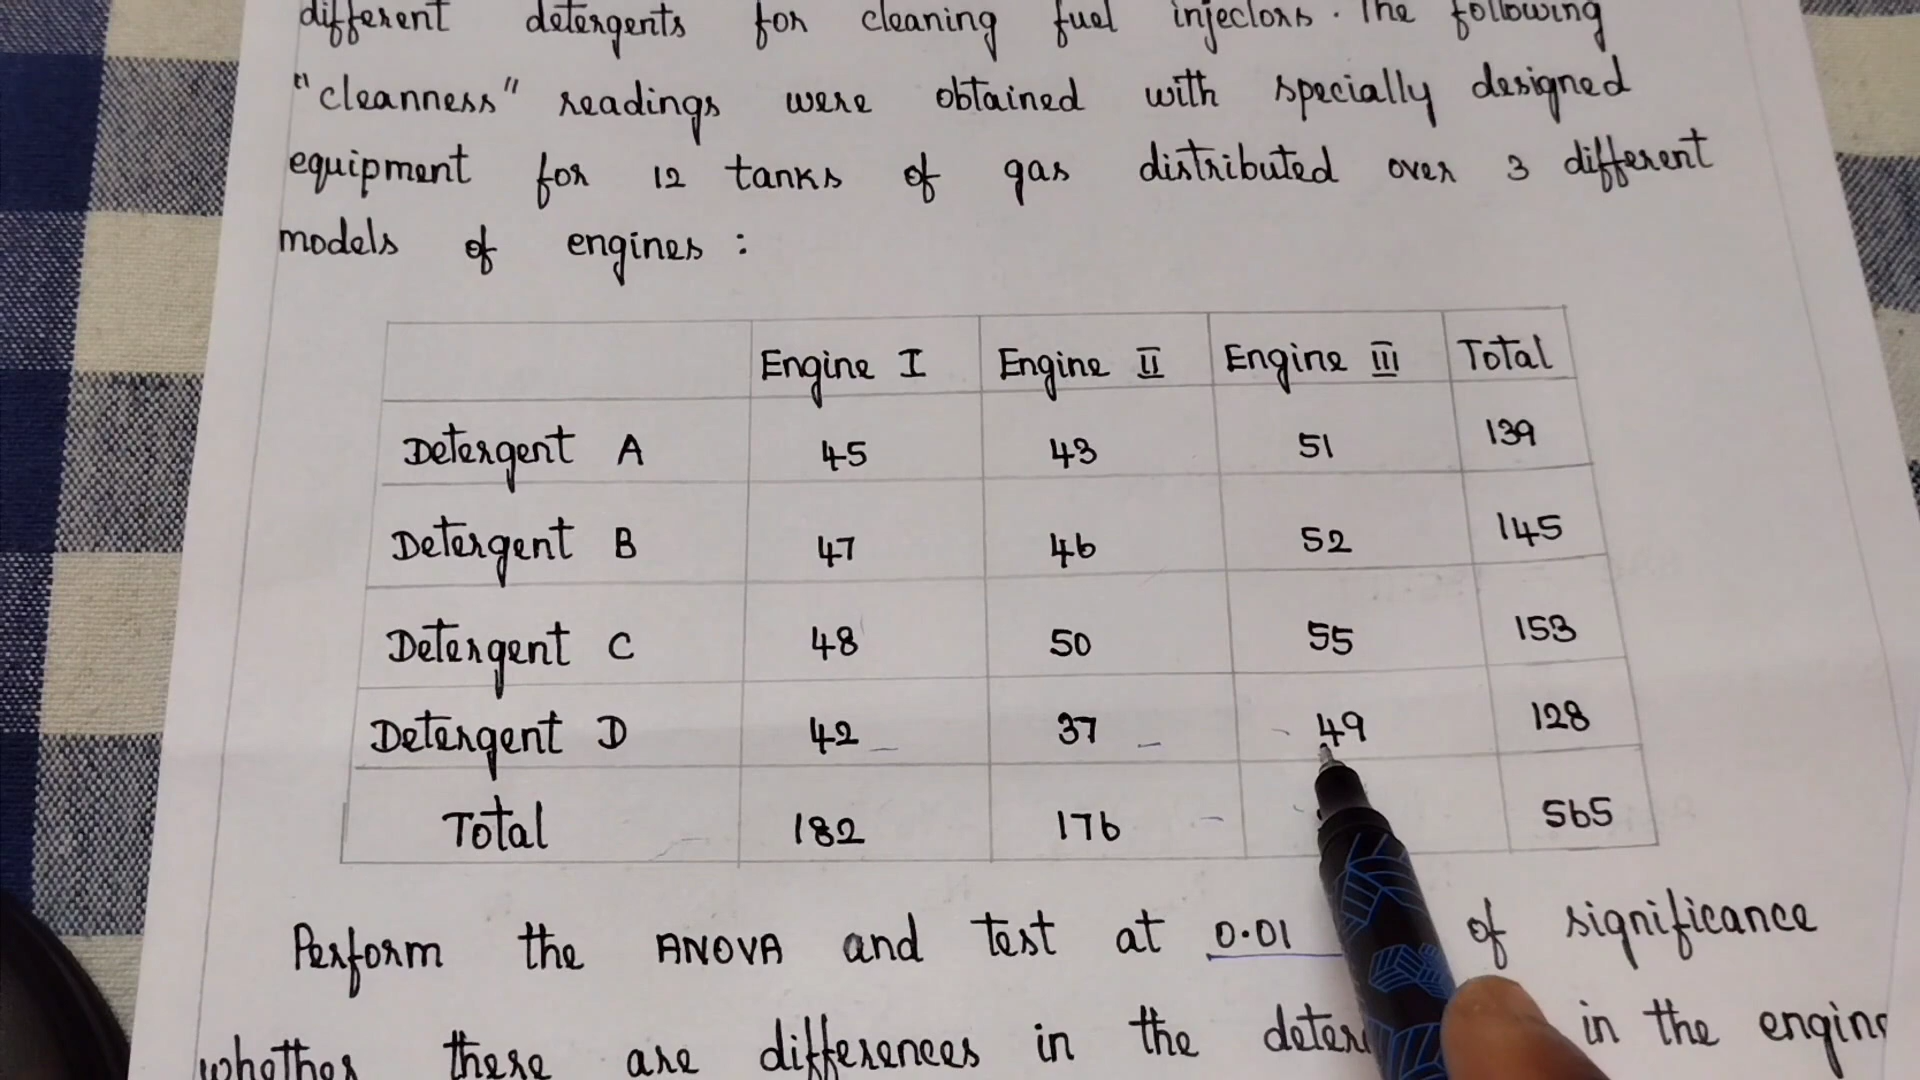 different detergents for cleaning fuel injectors. The following
"cleanness" readings were obtained with specially designed
equipment for 12 tanks of gas distributed over 3 different
models of engines :
Engine I Engine II Engine III Total
Detergent A 45 43 51 139
Detergent B 47 46 52 145
Detergent C 48 50 55 153
Detergent D 42 37 49 128
Total 182 176 565
Perform the ANOVA and test at 0.01 of significance
whether there are differences in the in the